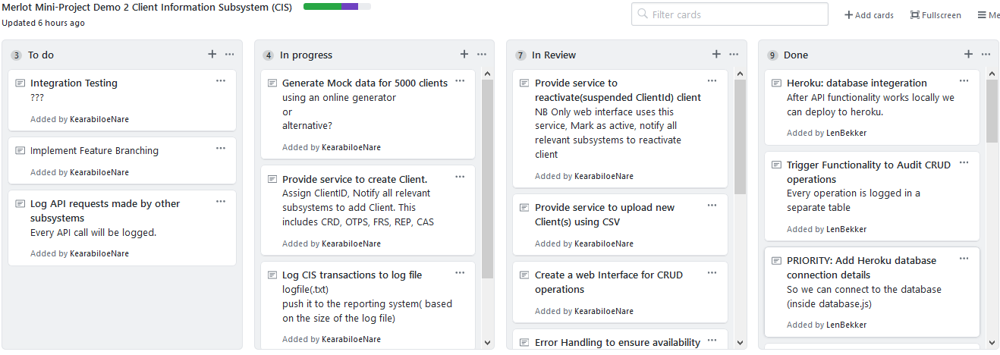 Merlot Mini-Project Demo 2 Client Information Subsystem (CIS)
Updated 6 hours ago
Filter cards
Add cards
Fullscreen
Me
3 To do
Integration Testing
???
Added by KearabiloeNare
Implement Feature Branching
Added by KearabiloeNare
Log API requests made by other
subsystems
Every API call will be logged.
Added by KearabiloeNare
4 In progress
Generate Mock data for 5000 clients
using an online generator
or
alternative?
Added by KearabiloeNare
Provide service to create Client.
Assign ClientID, Notify all relevant
subsystems to add Client. This
includes CRD, OTPS, FRS, REP, CAS
Added by KearabiloeNare
Log CIS transactions to log file
logfile(.txt)
push it to the reporting system( based
on the size of the log file)
Added by KearabiloeNare
7 In Review
Provide service to
reactivate(suspended ClientId) client
NB Only web interface uses this
service, Mark as active, notify all
relevant subsystems to reactivate
client
Added by KearabiloeNare
Provide service to upload new
Client(s) using CSV
Added by KearabiloeNare
Create a web Interface for CRUD
operations
Added by KearabiloeNare
Error Handling to ensure availability
9 Done
Heroku: database integeration
After API functionality works locally we
can deploy to heroku.
Added by LenBekker
Trigger Functionality to Audit CRUD
operations
Every operation is logged in a
separate table
Added by LenBekker
PRIORITY: Add Heroku database
connection details
So we can connect to the database
(inside database.js)
Added by LenBekker